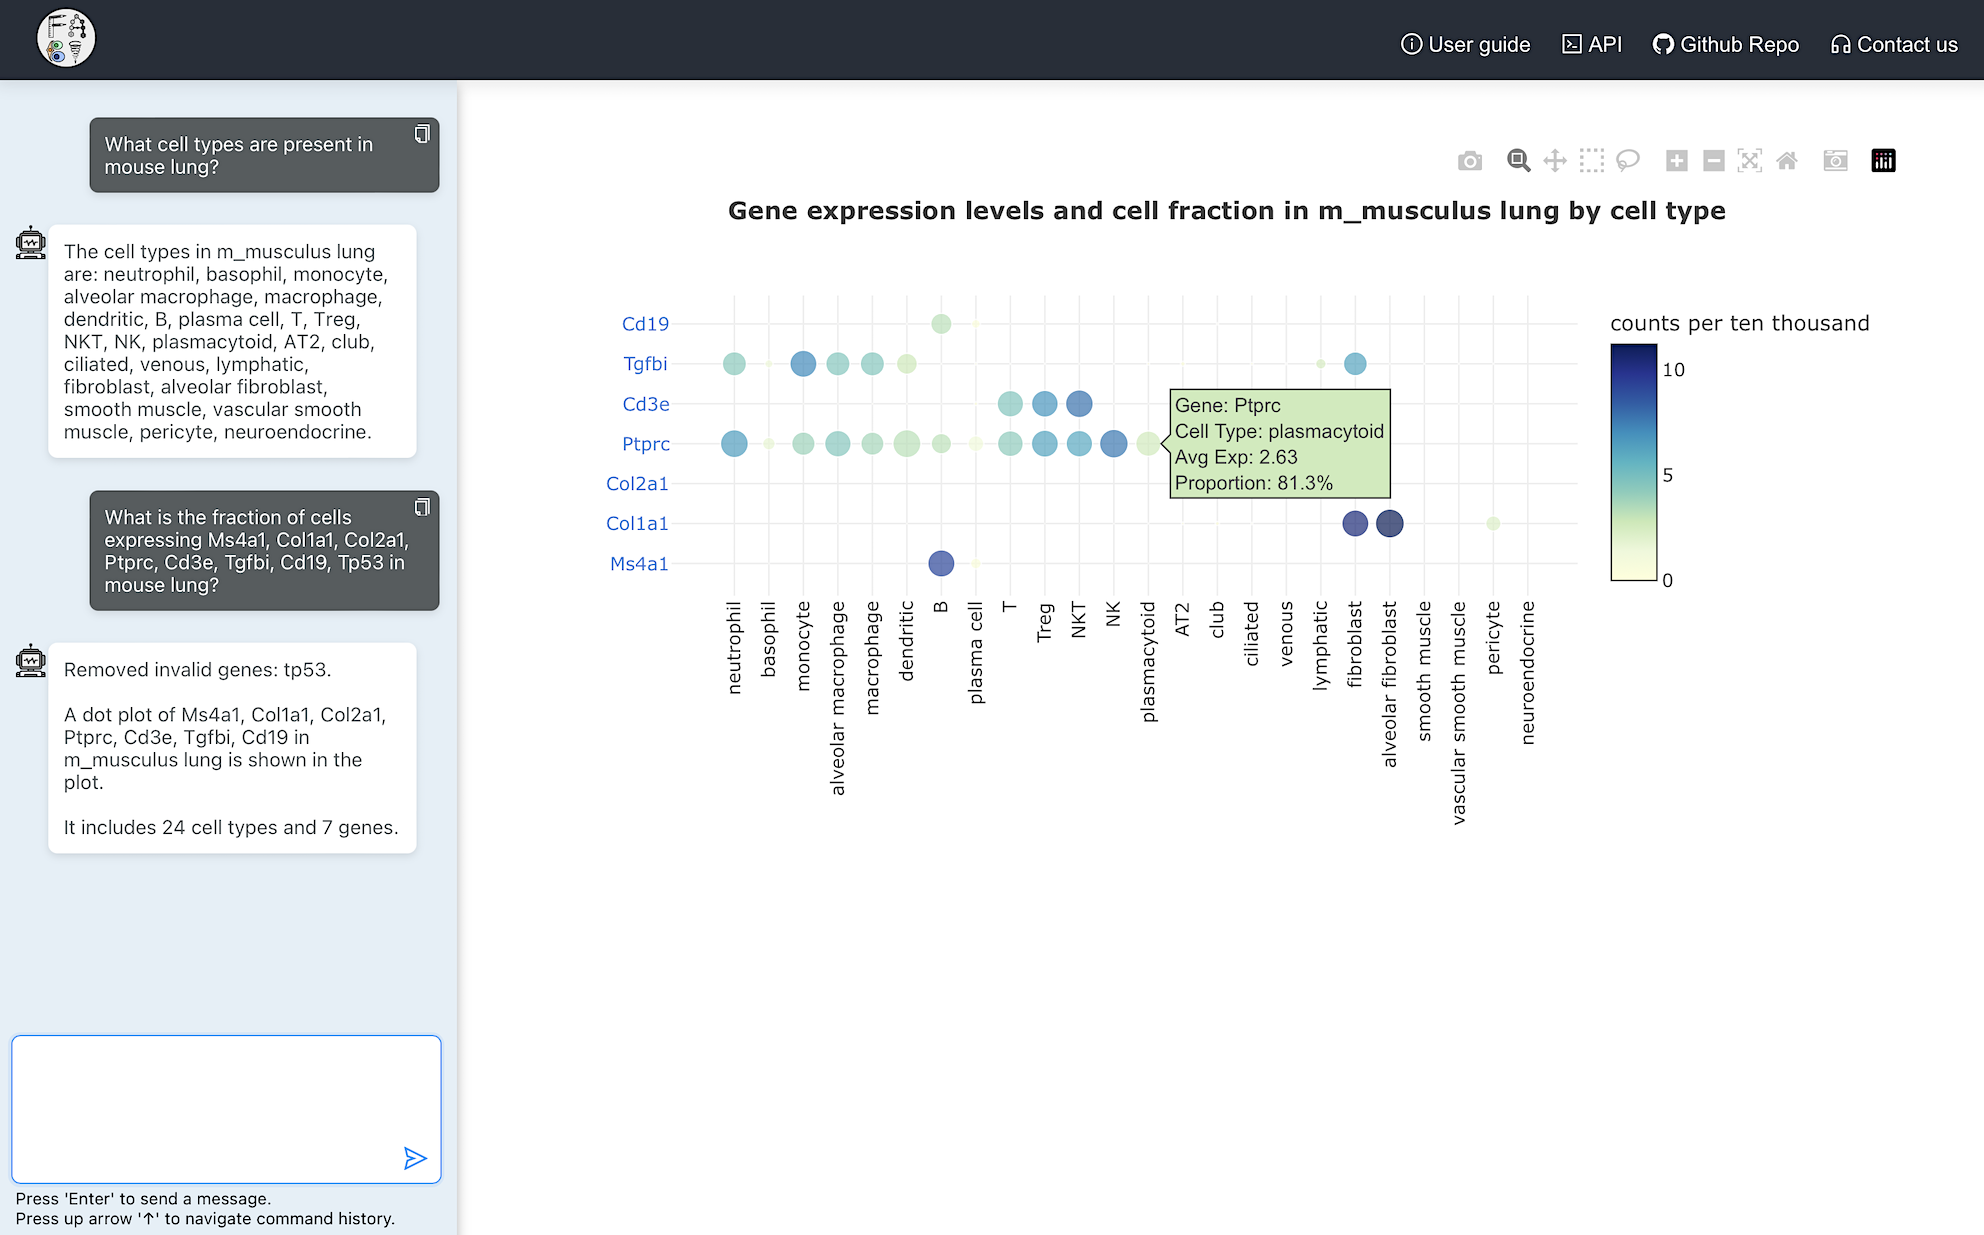 FA
User guide
API
Github Repo
Contact us
What cell types are present in
mouse lung?
The cell types in m_musculus lung
are: neutrophil, basophil, monocyte,
alveolar macrophage, macrophage,
dendritic, B, plasma cell, T, Treg,
NKT, NK, plasmacytoid, AT2, club,
ciliated, venous, lymphatic,
fibroblast, alveolar fibroblast,
smooth muscle, vascular smooth
muscle, pericyte, neuroendocrine.
What is the fraction of cells
expressing Ms4a1, Col1a1, Col2a1,
Ptprc, Cd3e, Tgfbi, Cd19, Tp53 in
mouse lung?
Removed invalid genes: tp53.
A dot plot of Ms4a1, Col1a1, Col2a1,
Ptprc, Cd3e, Tgfbi, Cd19 in
m_musculus lung is shown in the
plot.
It includes 24 cell types and 7 genes.
Press 'Enter' to send a message.
Press up arrow '↑' to navigate command history.
Gene expression levels and cell fraction in m_musculus lung by cell type
Cd19
Tgfbi
Cd3e
Ptprc
Col2a1
Col1a1
Ms4a1
Gene: Ptprc
Cell Type: plasmacytoid
Avg Exp: 2.63
Proportion: 81.3%
neutrophil
basophil
monocyte
alveolar macrophage
macrophage
dendritic
B
plasma cell
T
Treg
NKT
NK
plasmacytoid
AT2
club
ciliated
venous
lymphatic
fibroblast
alveolar fibroblast
smooth muscle
vascular smooth muscle
pericyte
neuroendocrine
counts per ten thousand
10
5
0